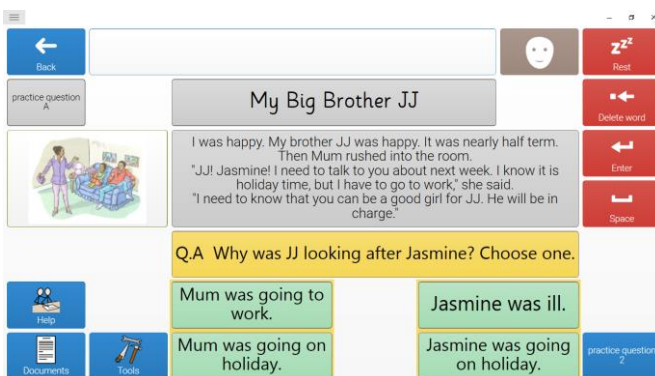 Back
zzz
Rest
practice question
A
My Big Brother JJ
Delete word
I was happy. My brother JJ was happy. It was nearly half term.
Then Mum rushed into the room.
"JJ! Jasmine! I need to talk to you about next week. I know it is
holiday time, but I have to go to work," she said.
"I need to know that you can be a good girl for JJ. He will be in
charge."
Enter
Space
Q.A Why was JJ looking after Jasmine? Choose one.
Help
Mum was going to
work.
Jasmine was ill.
Documents
Tools
Mum was going on
holiday.
Jasmine was going
on holiday.
practice question
2